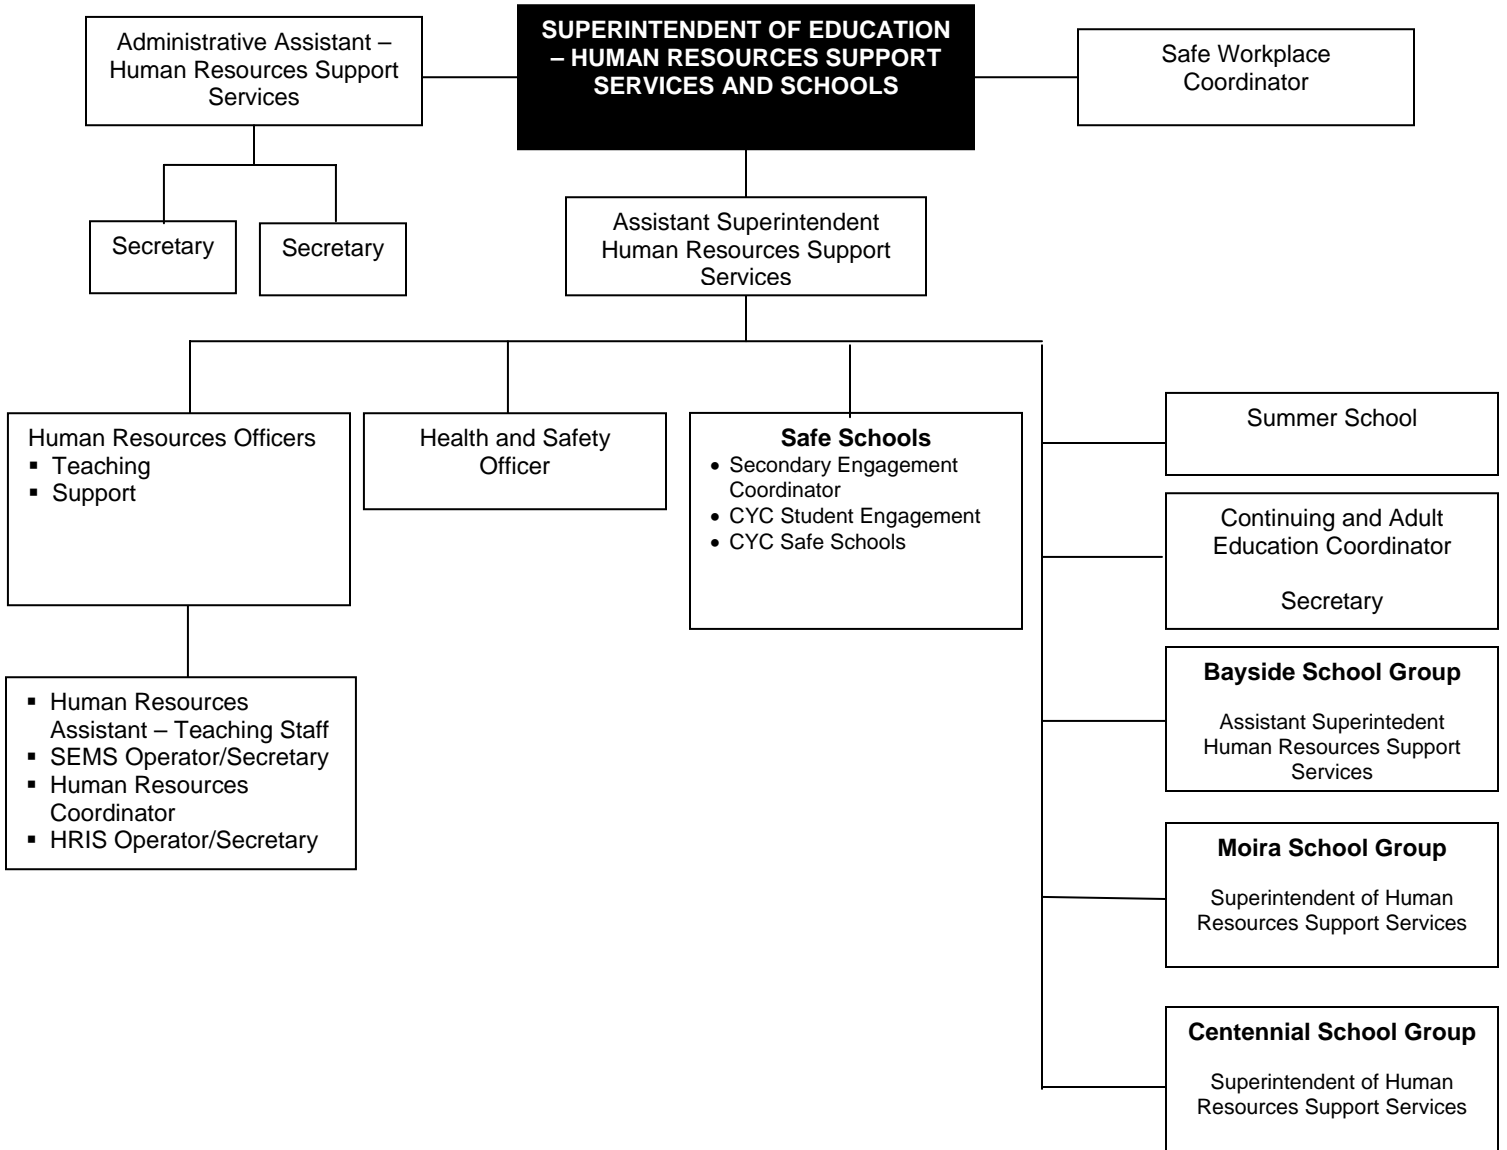 Administrative Assistant –
Human Resources Support
Services
SUPERINTENDENT OF EDUCATION
– HUMAN RESOURCES SUPPORT
SERVICES AND SCHOOLS
Safe Workplace
Coordinator
Secretary
Secretary
Assistant Superintendent
Human Resources Support
Services
Human Resources Officers
▪ Teaching
▪ Support
Health and Safety
Officer
Safe Schools
• Secondary Engagement
Coordinator
• CYC Student Engagement
• CYC Safe Schools
▪ Human Resources
Assistant – Teaching Staff
▪ SEMS Operator/Secretary
▪ Human Resources
Coordinator
▪ HRIS Operator/Secretary
Summer School
Continuing and Adult
Education Coordinator
Secretary
Bayside School Group
Assistant Superintedent
Human Resources Support
Services
Moira School Group
Superintendent of Human
Resources Support Services
Centennial School Group
Superintendent of Human
Resources Support Services